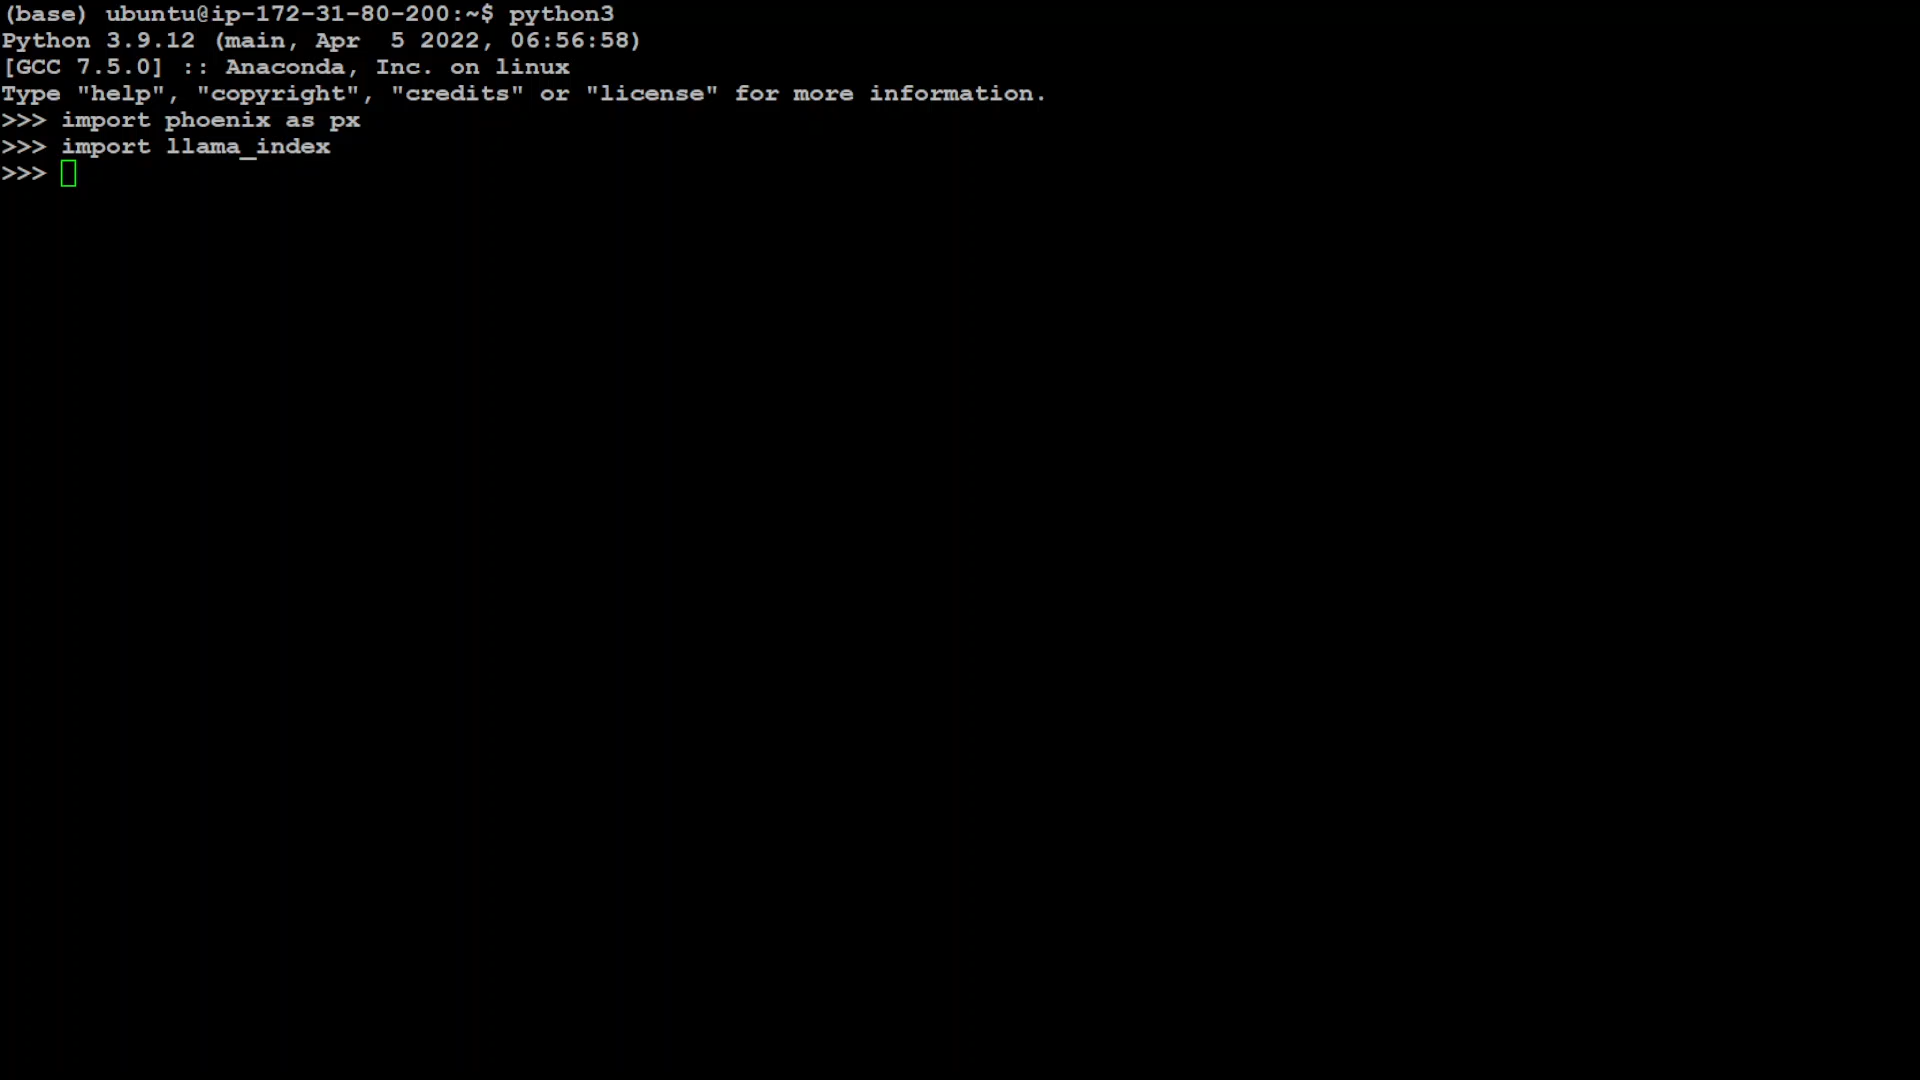 (base) ubuntu@ip-172-31-80-200:~$ python3
Python 3.9.12 (main, Apr  5 2022, 06:56:58)
[GCC 7.5.0] :: Anaconda, Inc. on linux
Type "help", "copyright", "credits" or "license" for more information.
>>> import phoenix as px
>>> import llama_index
>>>